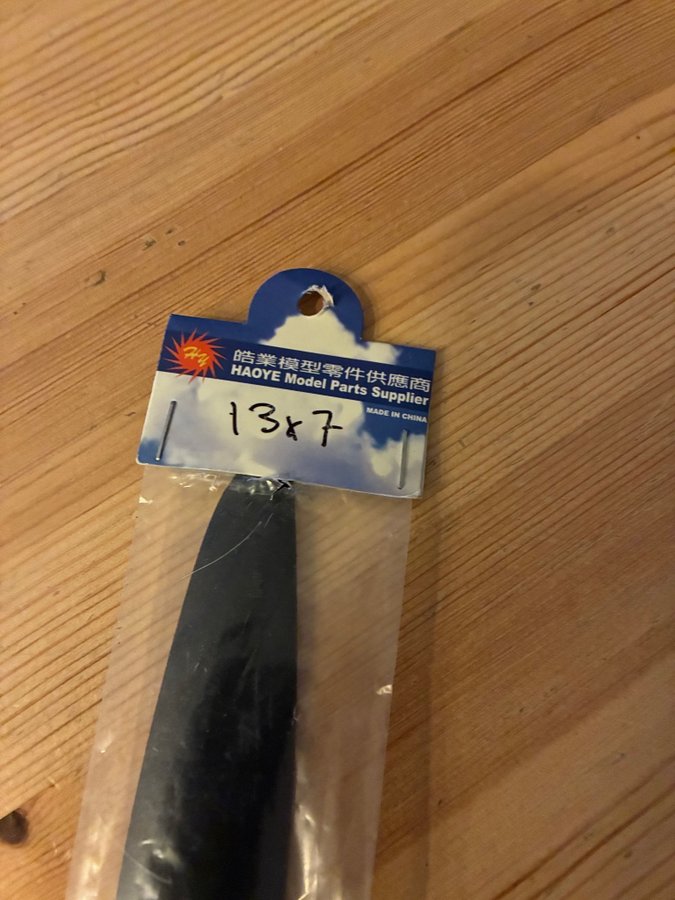 HY
皓業模型零件供應商
HAOYE Model Parts Supplier
MADE IN CHINA
13x7